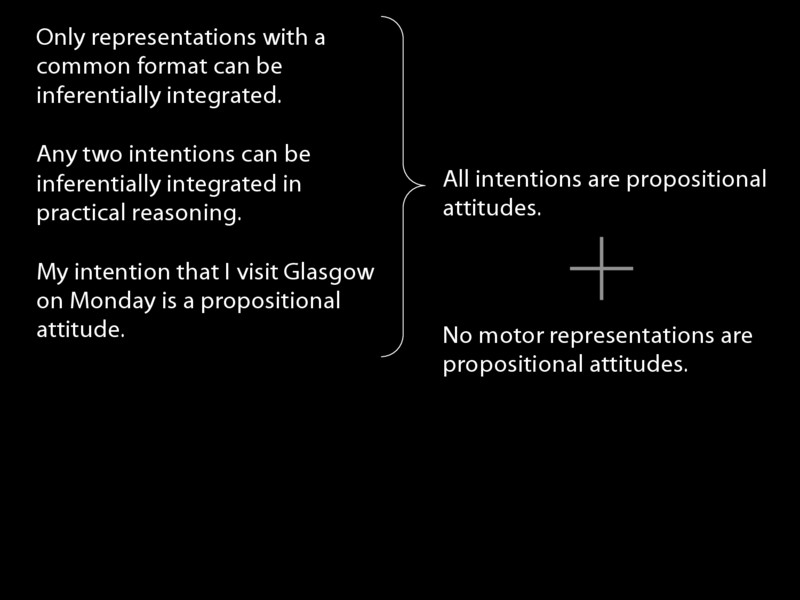 Only representations with a
common format can be
inferentially integrated.
Any two intentions can be
inferentially integrated in
practical reasoning.
My intention that I visit Glasgow
on Monday is a propositional
attitude.
All intentions are propositional
attitudes.
No motor representations are
propositional attitudes.